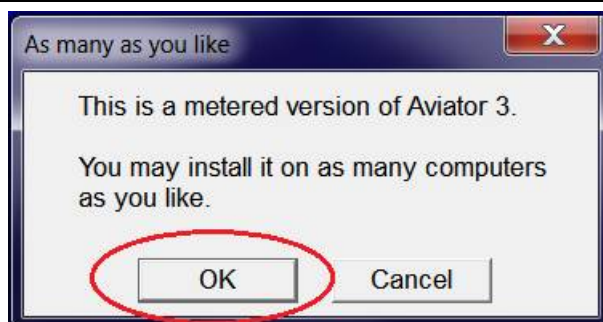 As many as you like
X
This is a metered version of Aviator 3.
You may install it on as many computers
as you like.
OK Cancel